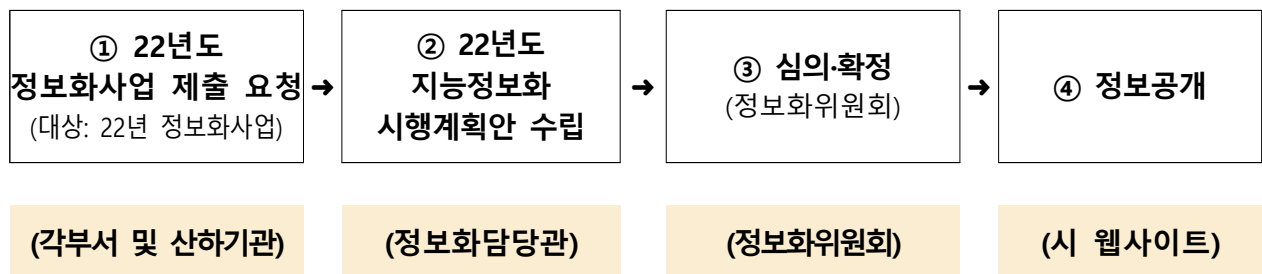 ① 22년도
정보화사업 제출 요청
(대상: 22년 정보화사업)
➜
② 22년도
지능정보화
시행계획안 수립
➜
③ 심의·확정
(정보화위원회)
➜
④ 정보공개
(각부서 및 산하기관)
(정보화담당관)
(정보화위원회)
(시 웹사이트)